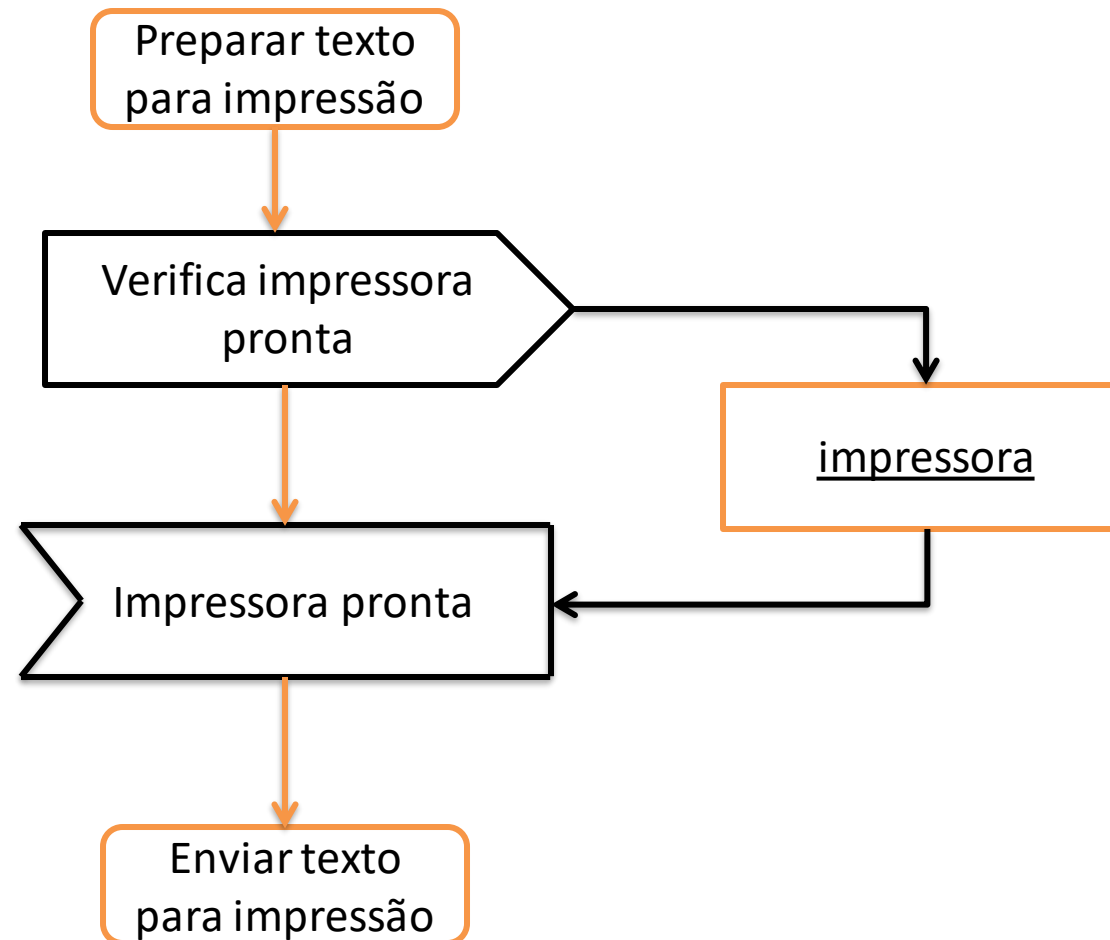 Preparar texto
para impressão
Verifica impressora
pronta
impressora
Impressora pronta
Enviar texto
para impressão